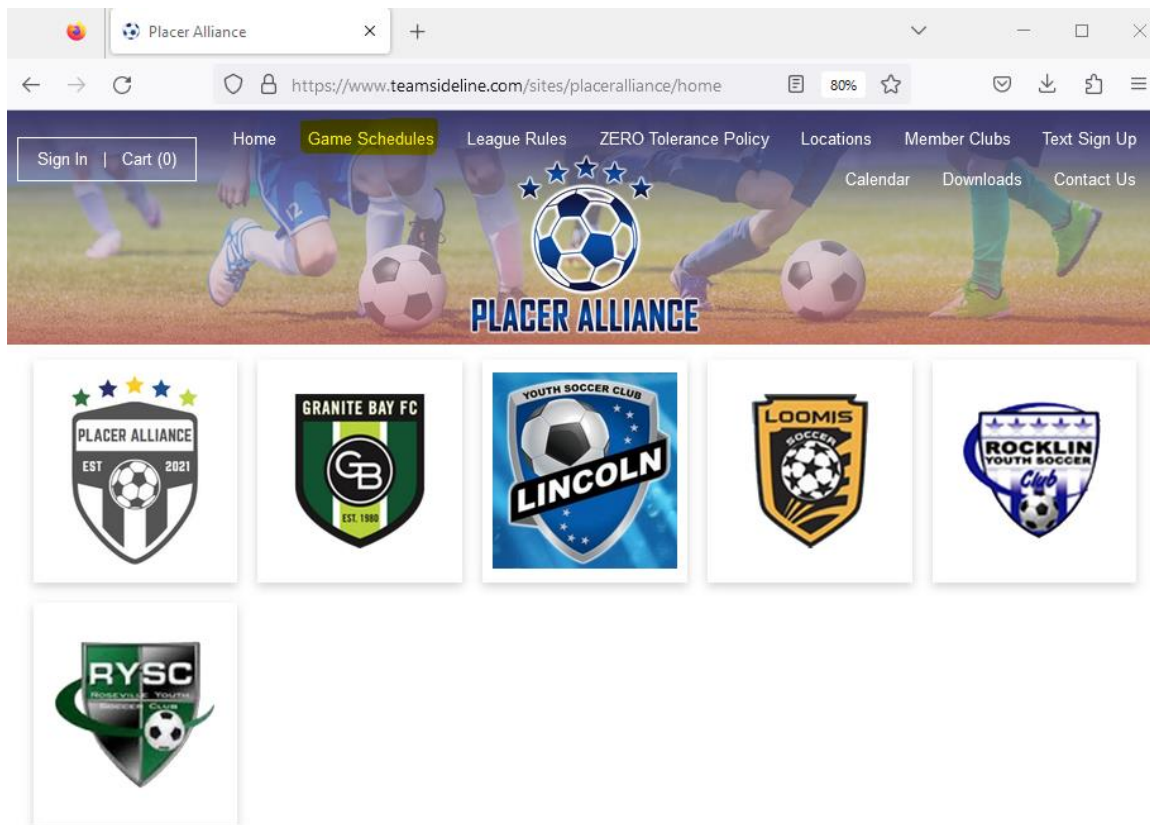 Placer Alliance
https://www.teamsideline.com/sites/placeralliance/home
80%
Sign In | Cart (0)
Home Game Schedules League Rules ZERO Tolerance Policy Locations Member Clubs Text Sign Up
Calendar Downloads Contact Us
12
PLACER ALLIANCE
PLACER ALLIANCE
EST 2021
GRANITE BAY FC
GB
EST. 1980
YOUTH SOCCER CLUB
LINCOLN
LOOMIS
SOCCER
ROCKLIN
YOUTH SOCCER
Club
RYSC
ROSEVILLE YOUTH
SOCCER CLUB